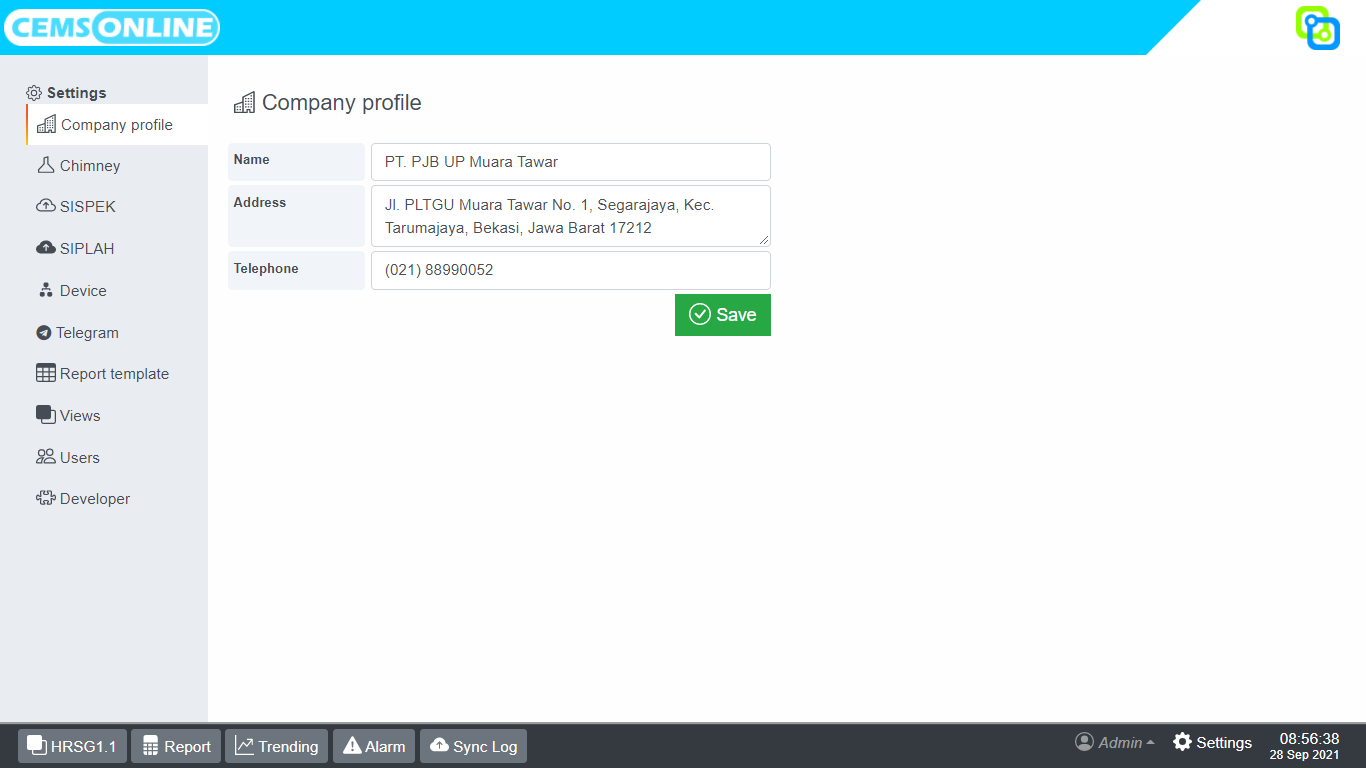 CEMSONLINE
Settings
Company profile
Chimney
SISPEK
SIPLAH
Device
Telegram
Report template
Views
Users
Developer
Company profile
Name
PT. PJB UP Muara Tawar
Address
Jl. PLTGU Muara Tawar No. 1, Segarajaya, Kec.
Tarumajaya, Bekasi, Jawa Barat 17212
Telephone
(021) 88990052
Save
HRSG1.1
Report
Trending
Alarm
Sync Log
Admin
Settings
08:56:38
28 Sep 2021